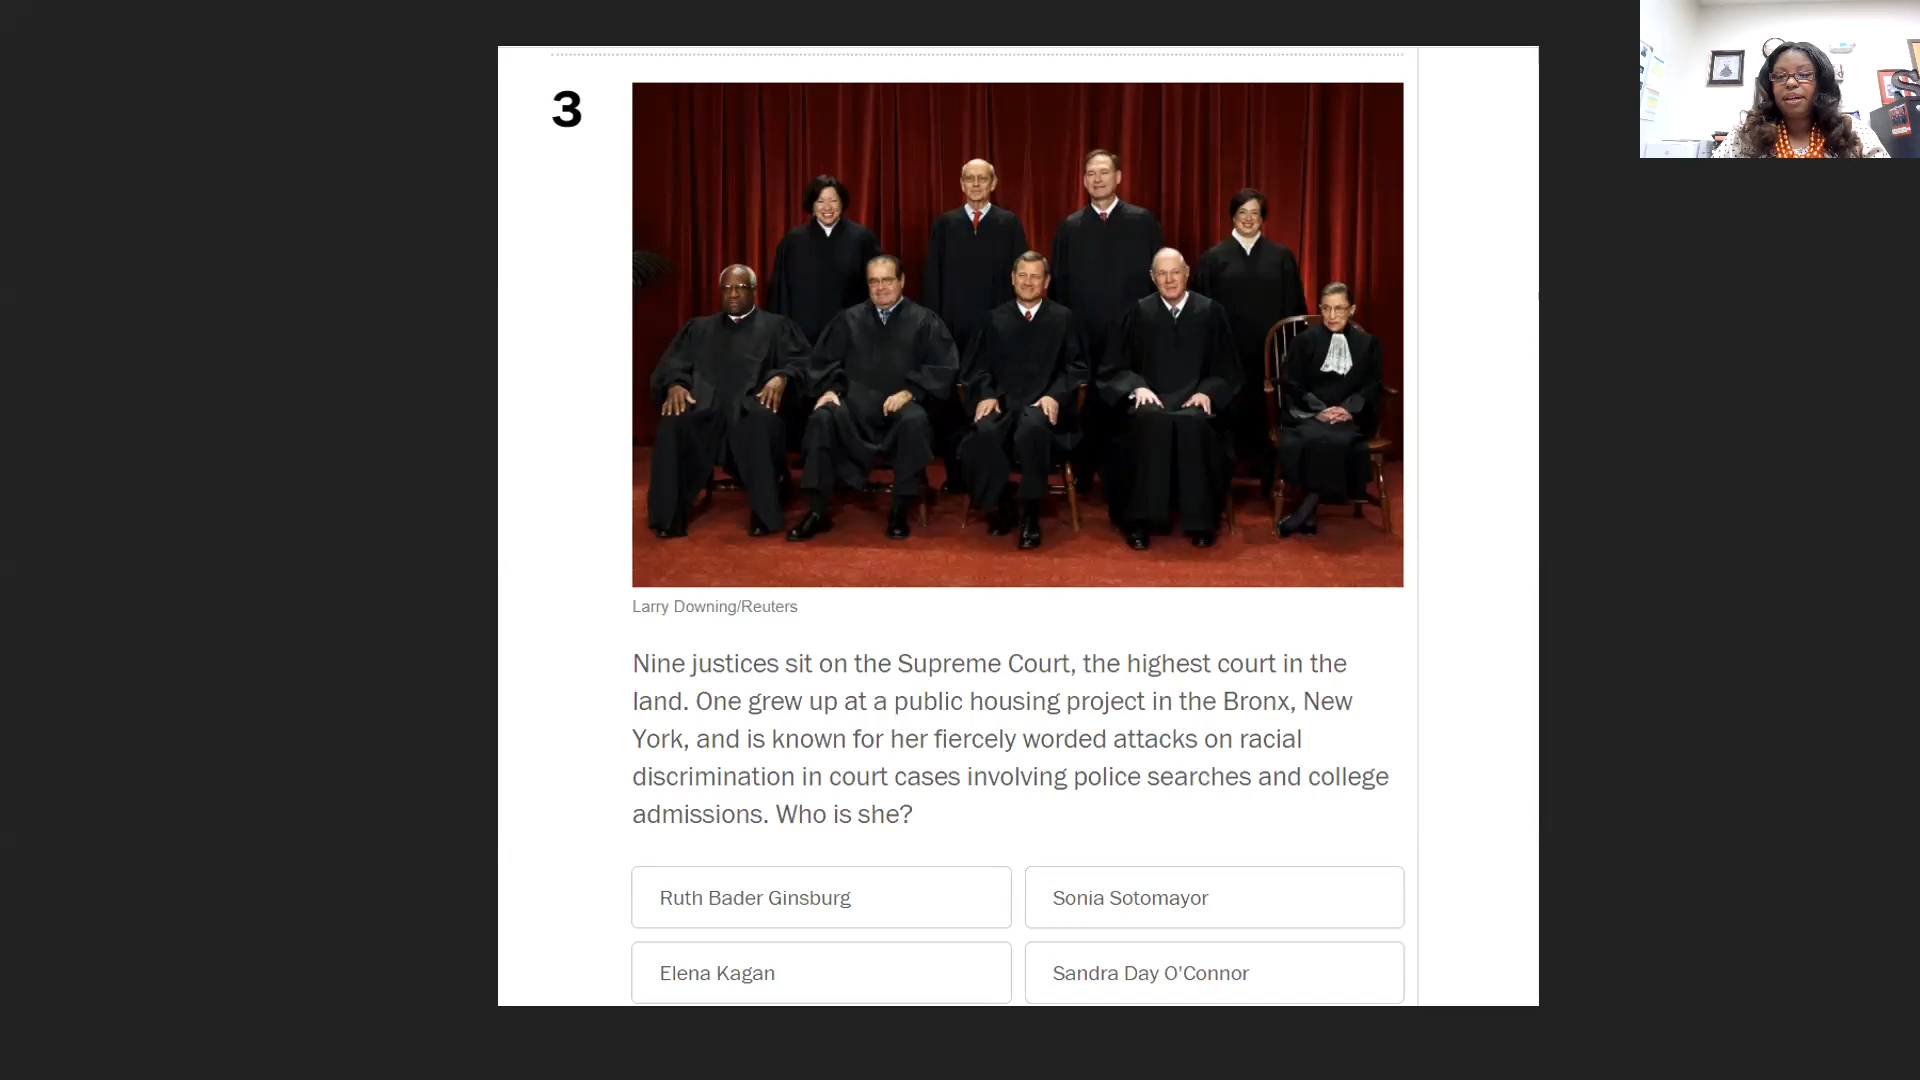 3
Larry Downing/Reuters
Nine justices sit on the Supreme Court, the highest court in the
land. One grew up at a public housing project in the Bronx, New
York, and is known for her fiercely worded attacks on racial
discrimination in court cases involving police searches and college
admissions. Who is she?
Ruth Bader Ginsburg
Sonia Sotomayor
Elena Kagan
Sandra Day O'Connor